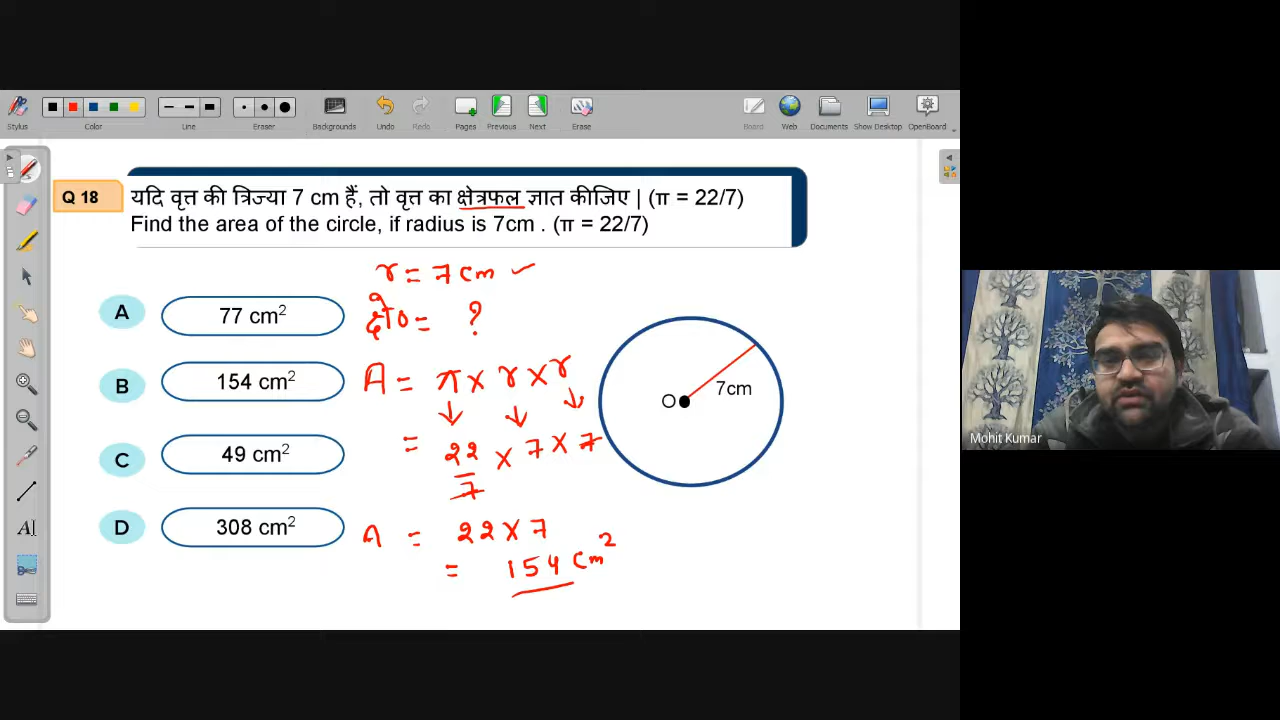 Stylus Color Line Eraser Backgrounds Undo Redo Pages Previous Next Erase Board Web Documents Show Desktop OpenBoard
Q 18
यदि वृत्त की त्रिज्या 7 cm हैं, तो वृत्त का क्षेत्रफल ज्ञात कीजिए | (π = 22/7)
Find the area of the circle, if radius is 7cm . (π = 22/7)
A 77 cm²
B 154 cm²
C 49 cm²
D 308 cm²
r = 7 cm ✓
= ?
A = π × r × r
= 22/7 × 7 × 7
A = 22 × 7
= 154 cm²
O
7cm
Mohit Kumar